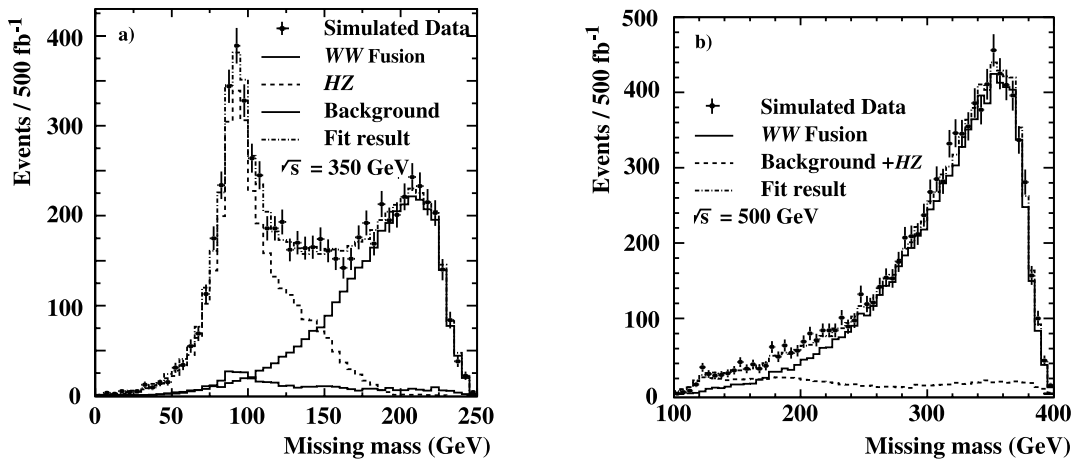 a)
Events / 500 fb⁻¹
400
300
200
100
0
Simulated Data
WW Fusion
HZ
Background
Fit result
√s = 350 GeV
0 50 100 150 200 250
Missing mass (GeV)
b)
Events / 500 fb⁻¹
500
400
300
200
100
0
Simulated Data
WW Fusion
Background +HZ
Fit result
√s = 500 GeV
100 200 300 400
Missing mass (GeV)